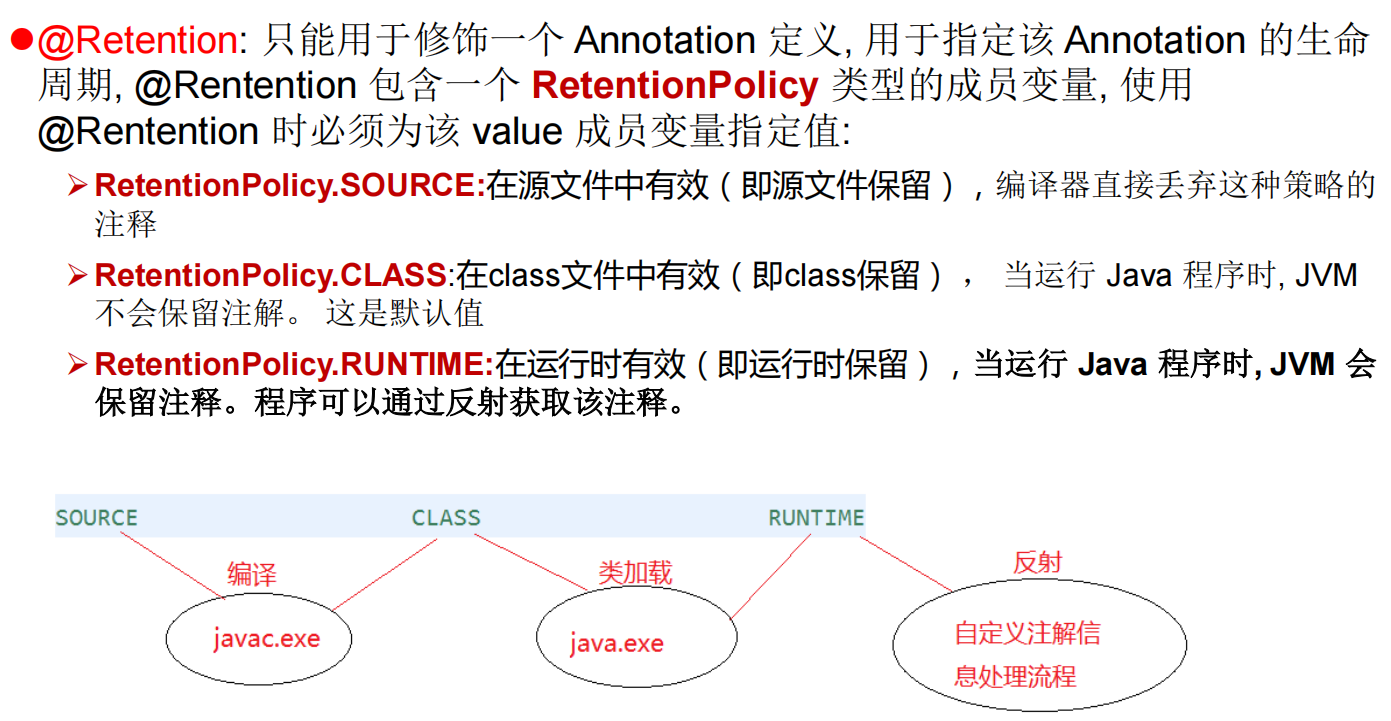 @Retention: 只能用于修饰一个 Annotation 定义, 用于指定该 Annotation 的生命
周期, @Rentention 包含一个 RetentionPolicy 类型的成员变量, 使用
@Rentention 时必须为该 value 成员变量指定值:
RetentionPolicy.SOURCE:在源文件中有效（即源文件保留）, 编译器直接丢弃这种策略的
注释
RetentionPolicy.CLASS:在class文件中有效（即class保留）， 当运行 Java 程序时, JVM
不会保留注解。 这是默认值
RetentionPolicy.RUNTIME:在运行时有效（即运行时保留）, 当运行 Java 程序时, JVM 会
保留注释。程序可以通过反射获取该注释。
SOURCE CLASS RUNTIME
编译 类加载 反射
javac.exe java.exe 自定义注解信
息处理流程